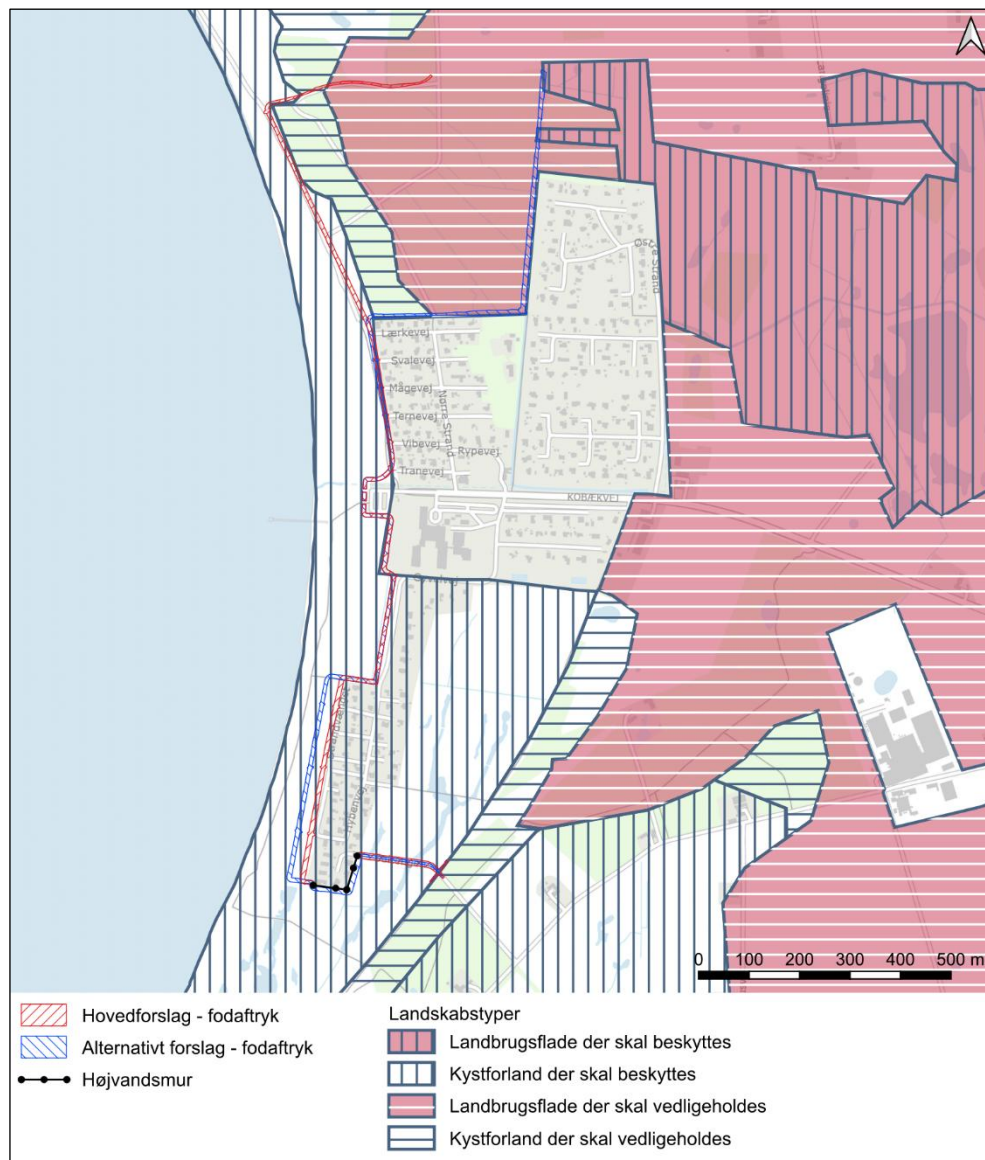 Lærkevej
Svalevej
Mågevej
Ternevej
Nørre Strand
Vibevej
Rypevej
Tranevej
KOBÆKVEJ
Strand
Hybenvej
0 100 200 300 400 500 m
Hovedforslag - fodaftryk
Alternativt forslag - fodaftryk
Højvandsmur
Landskabstyper
Landbrugsflade der skal beskyttes
Kystforland der skal beskyttes
Landbrugsflade der skal vedligeholdes
Kystforland der skal vedligeholdes